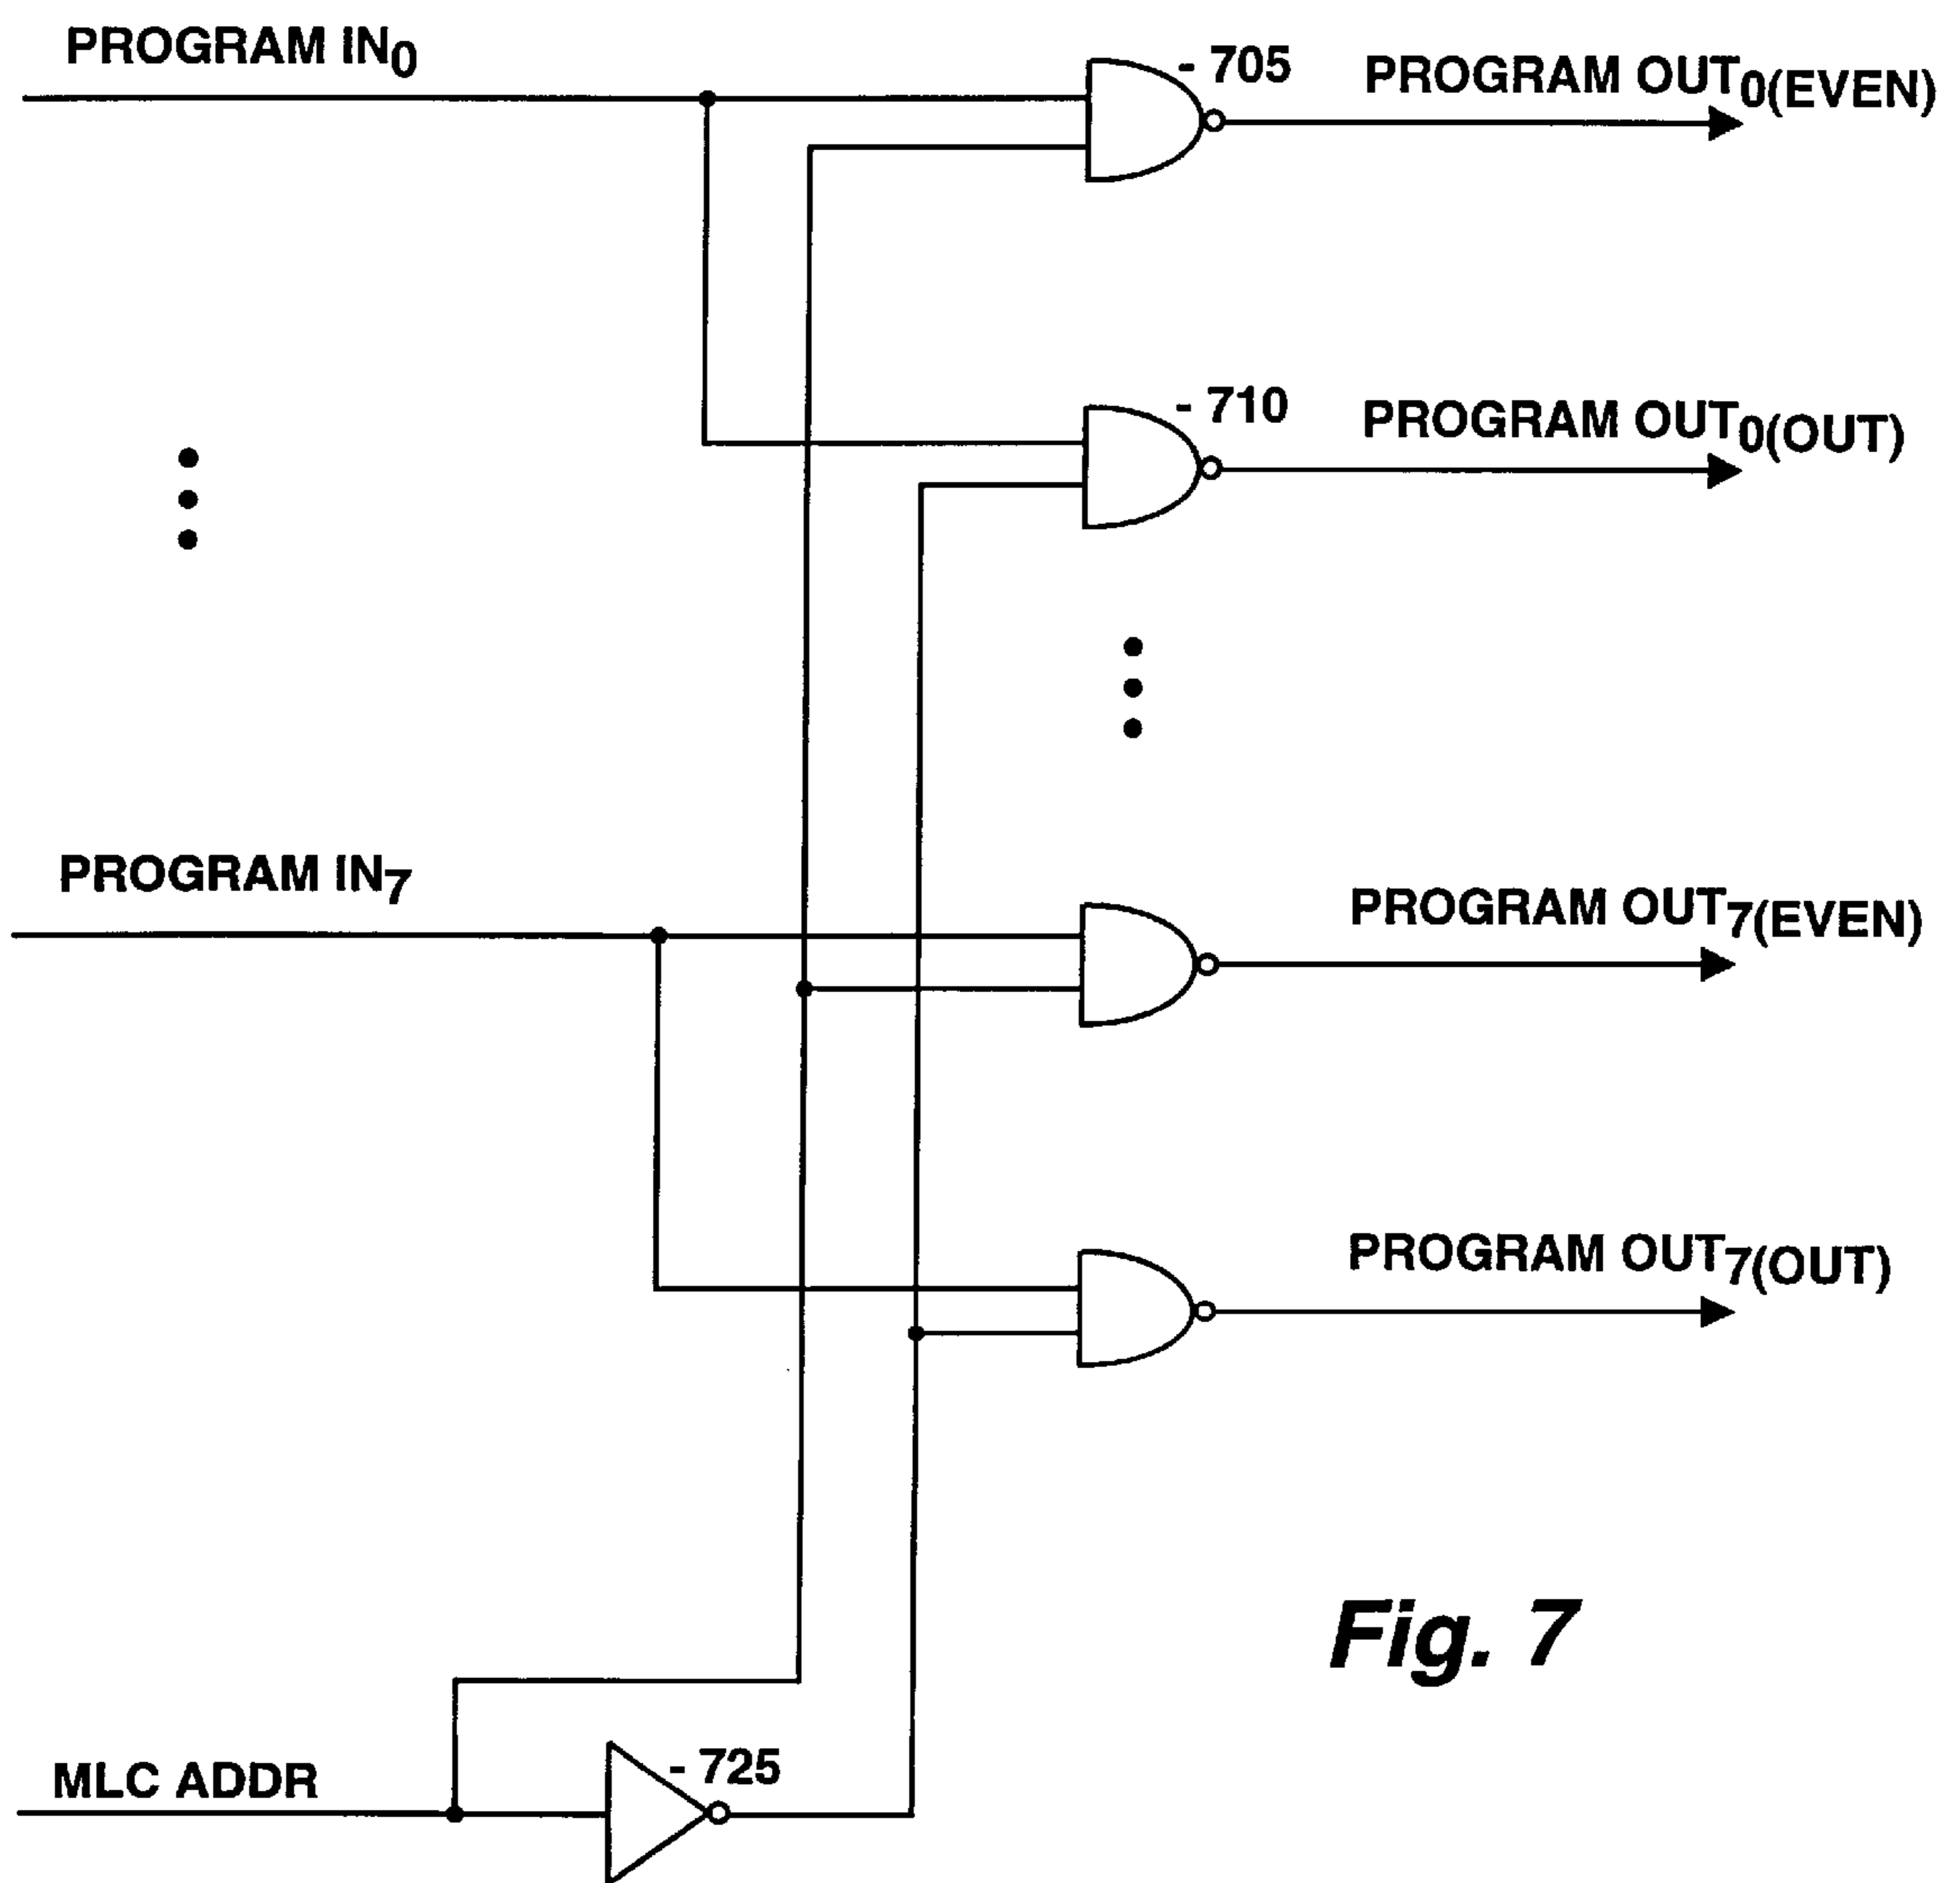 PROGRAM IN0
- 705
PROGRAM OUT0(EVEN)
- 710
PROGRAM OUT0(OUT)
PROGRAM IN7
PROGRAM OUT7(EVEN)
PROGRAM OUT7(OUT)
Fig. 7
MLC ADDR
- 725